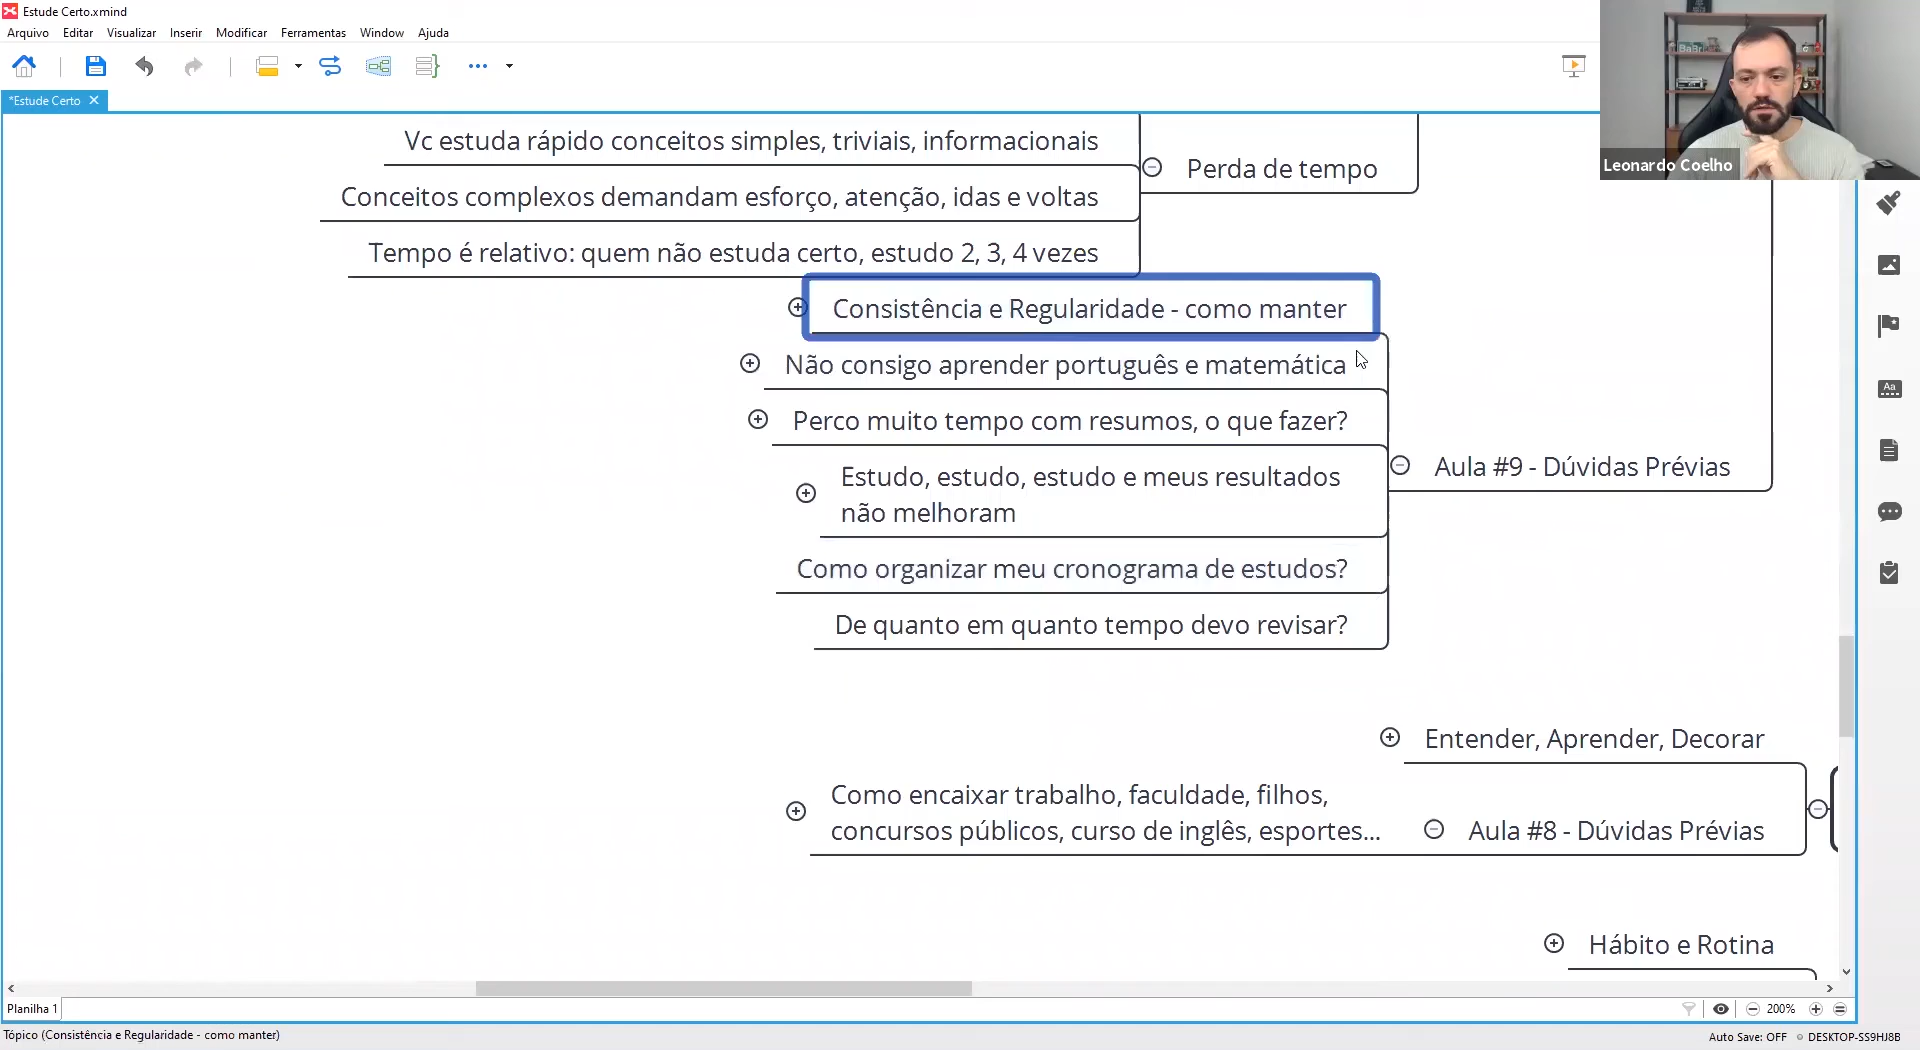 Estude Certo.xmind
Arquivo Editar Visualizar Inserir Modificar Ferramentas Window Ajuda
*Estude Certo
Leonardo Coelho
Vc estuda rápido conceitos simples, triviais, informacionais
Perda de tempo
Conceitos complexos demandam esforço, atenção, idas e voltas
Tempo é relativo: quem não estuda certo, estudo 2, 3, 4 vezes
Consistência e Regularidade - como manter
Não consigo aprender português e matemática
Perco muito tempo com resumos, o que fazer?
Aula #9 - Dúvidas Prévias
Estudo, estudo, estudo e meus resultados
não melhoram
Como organizar meu cronograma de estudos?
De quanto em quanto tempo devo revisar?
Entender, Aprender, Decorar
Como encaixar trabalho, faculdade, filhos,
concursos públicos, curso de inglês, esportes...
Aula #8 - Dúvidas Prévias
Hábito e Rotina
Planilha 1
200%
Tópico (Consistência e Regularidade - como manter)
Auto Save: OFF
DESKTOP-SS9HJ8B
Aa